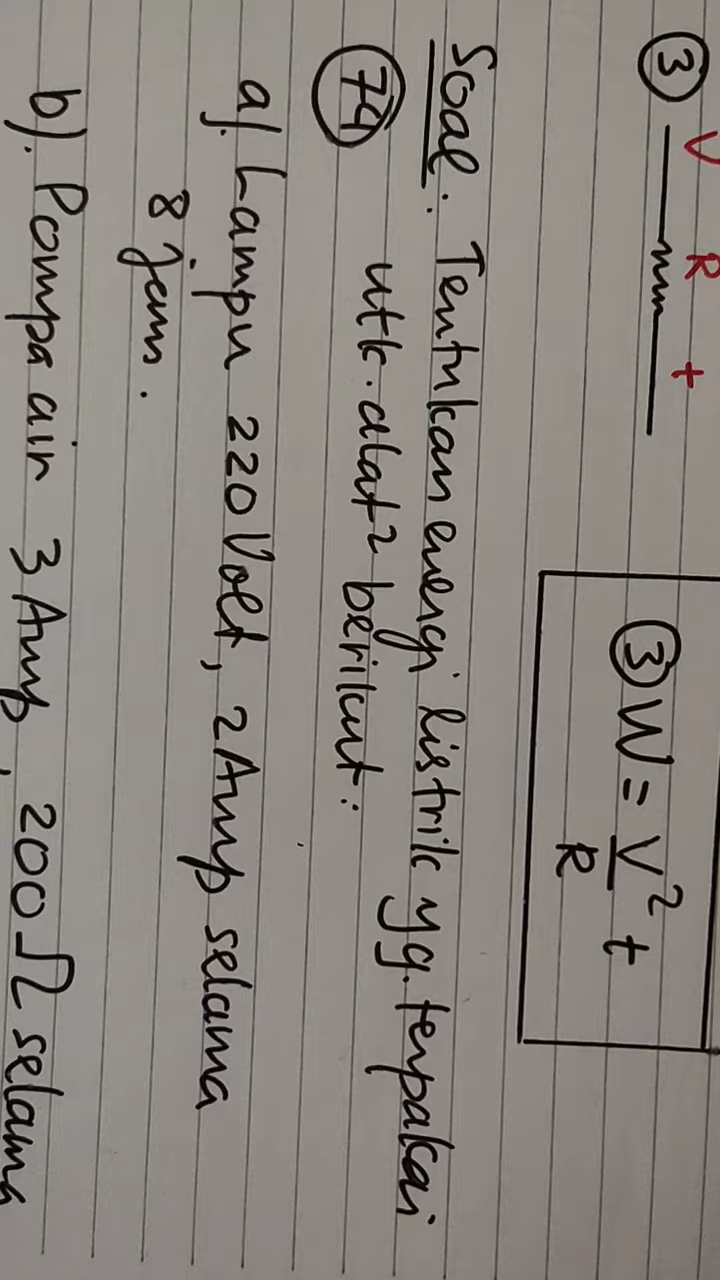 ③ V R t
③ W = V²/R t
Soal: Tentukan energi listrik yg. terpakai
74 utk. alat² berikut:
a). Lampu 220 Volt, 2 Amp selama
8 jam.
b). Pompa air 3 Amp, 200 Ω selama